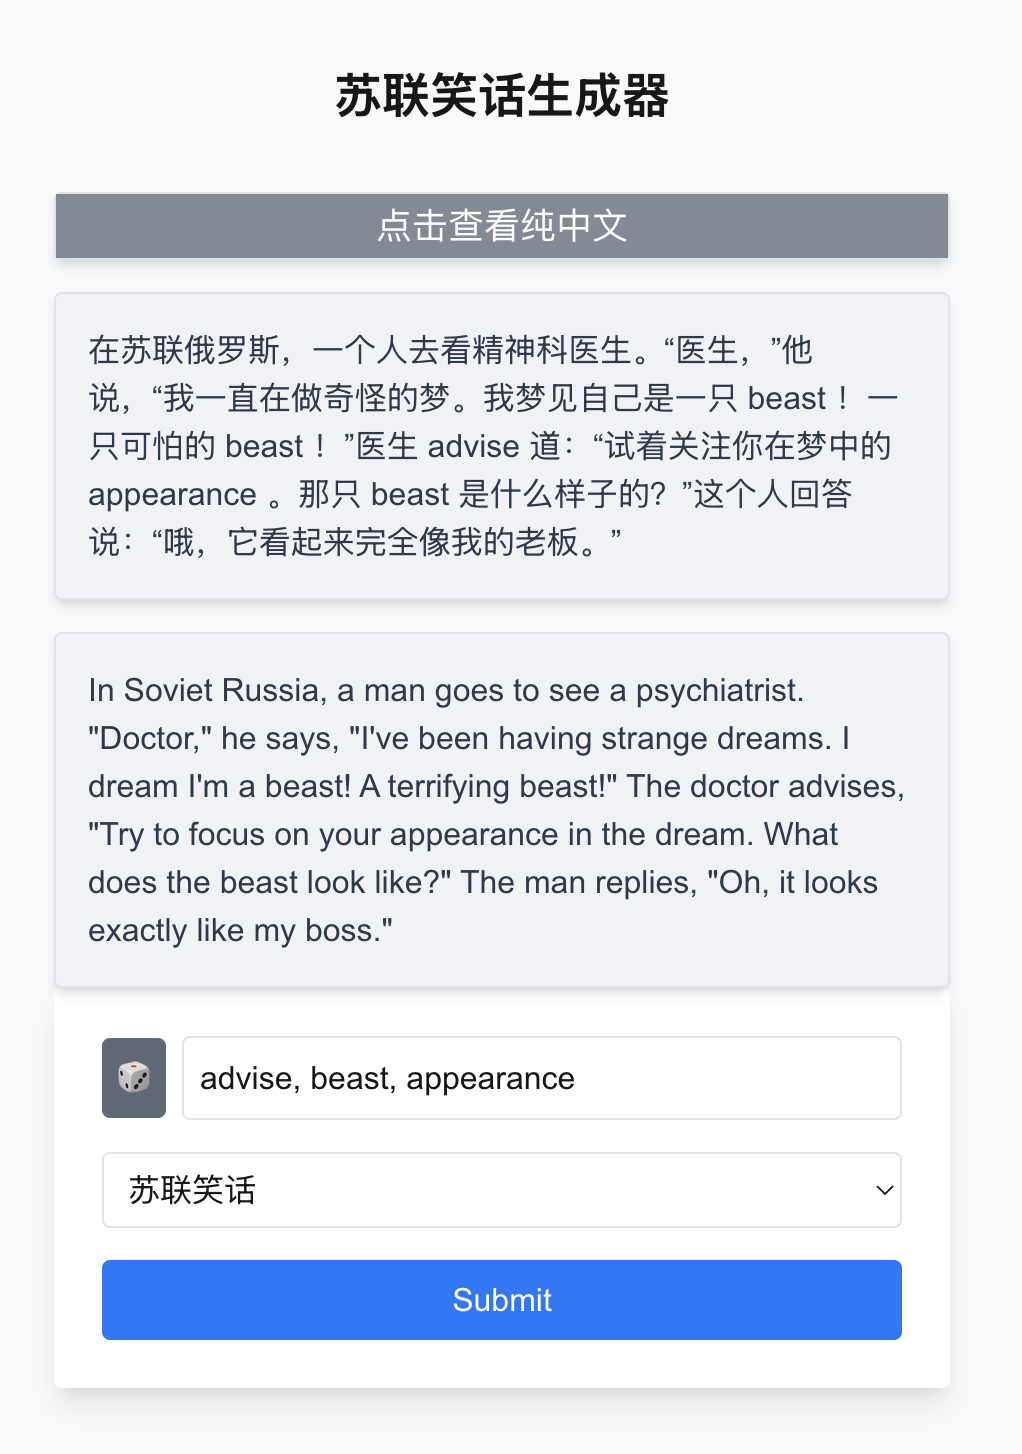 苏联笑话生成器
点击查看纯中文
在苏联俄罗斯，一个人去看精神科医生。“医生，”他
说，“我一直在做奇怪的梦。我梦见自己是一只 beast ！一
只可怕的 beast ！”医生 advise 道：“试着关注你在梦中的
appearance 。那只 beast 是什么样子的？”这个人回答
说：“哦，它看起来完全像我的老板。”
In Soviet Russia, a man goes to see a psychiatrist.
"Doctor," he says, "I've been having strange dreams. I
dream I'm a beast! A terrifying beast!" The doctor advises,
"Try to focus on your appearance in the dream. What
does the beast look like?" The man replies, "Oh, it looks
exactly like my boss."
advise, beast, appearance
苏联笑话
Submit